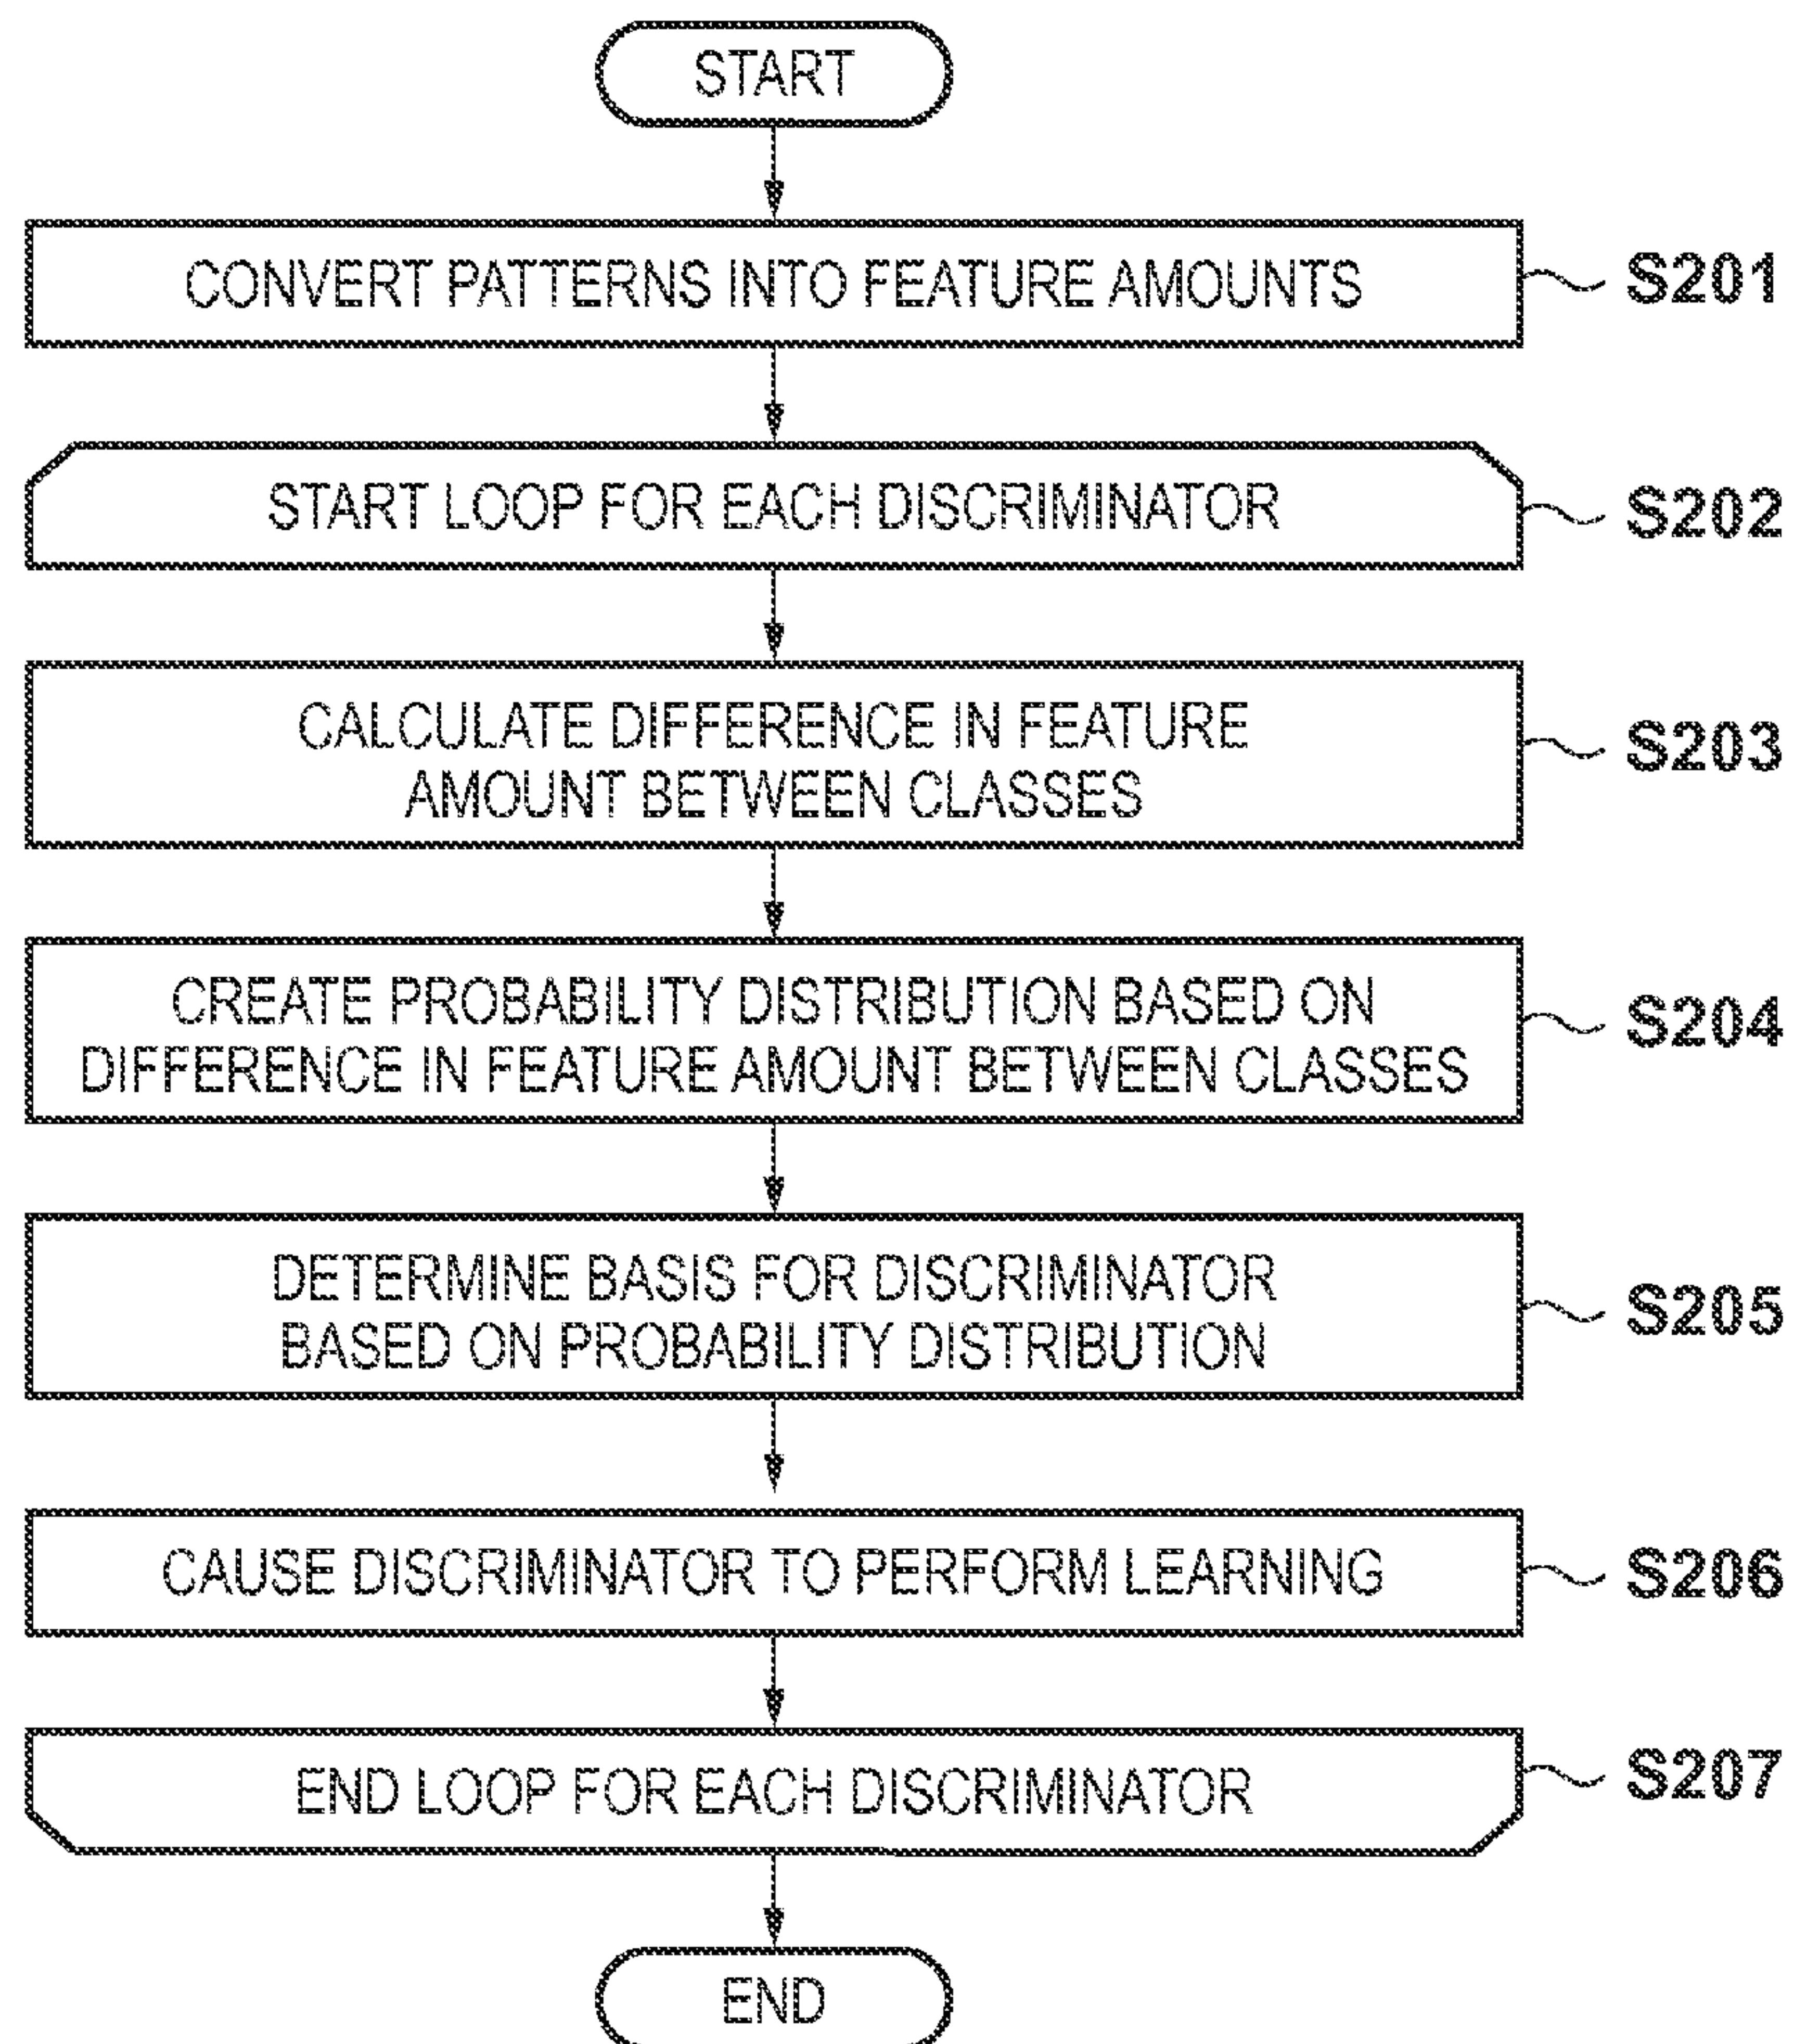 START
CONVERT PATTERNS INTO FEATURE AMOUNTS
S201
START LOOP FOR EACH DISCRIMINATOR
S202
CALCULATE DIFFERENCE IN FEATURE
AMOUNT BETWEEN CLASSES
S203
CREATE PROBABILITY DISTRIBUTION BASED ON
DIFFERENCE IN FEATURE AMOUNT BETWEEN CLASSES
S204
DETERMINE BASIS FOR DISCRIMINATOR
BASED ON PROBABILITY DISTRIBUTION
S205
CAUSE DISCRIMINATOR TO PERFORM LEARNING
S206
END LOOP FOR EACH DISCRIMINATOR
S207
END